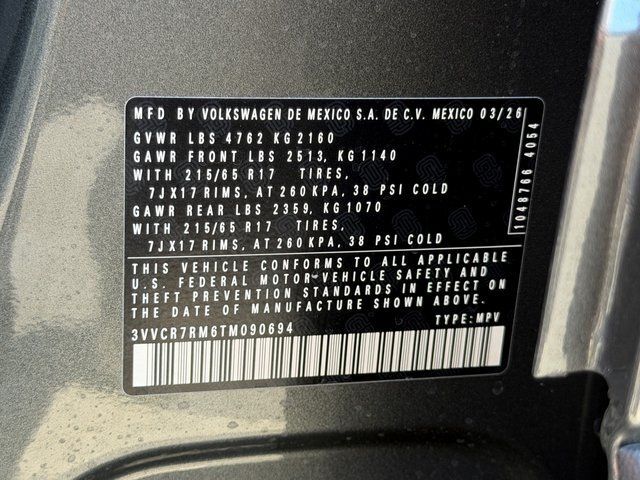 MFD BY VOLKSWAGEN DE MEXICO S.A. DE C.V. MEXICO 03/26
GVWR LBS 4762 KG 2160
GAWR FRONT LBS 2513, KG 1140
WITH 215/65 R17 TIRES,
7JX17 RIMS, AT 260 KPA, 38 PSI COLD
GAWR REAR LBS 2359, KG 1070
WITH 215/65 R17 TIRES,
7JX17 RIMS, AT 260 KPA, 38 PSI COLD
THIS VEHICLE CONFORMS TO ALL APPLICABLE
U.S. FEDERAL MOTOR-VEHICLE SAFETY AND
THEFT PREVENTION STANDARDS IN EFFECT ON
THE DATE OF MANUFACTURE SHOWN ABOVE.
3VVCR7RM6TM090694 TYPE: MPV
1048766 4054